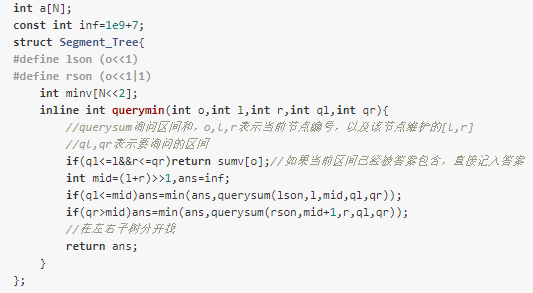 int a[N];
const int inf=1e9+7;
struct Segment_Tree{
#define lson (o<<1)
#define rson (o<<1|1)
    int minv[N<<2];
    inline int querymin(int o,int l,int r,int ql,int qr){
        //querysum询问区间和，o,l,r表示当前节点编号，以及该节点维护的[l,r]
        //ql,qr表示要询问的区间
        if(ql<=l&&r<=qr)return sumv[o];//如果当前区间已经被答案包含，直接记入答案
        int mid=(l+r)>>1,ans=inf;
        if(ql<=mid)ans=min(ans,querysum(lson,l,mid,ql,qr));
        if(qr>mid)ans=min(ans,querysum(rson,mid+1,r,ql,qr));
        //在左右子树分开找
        return ans;
    }
};